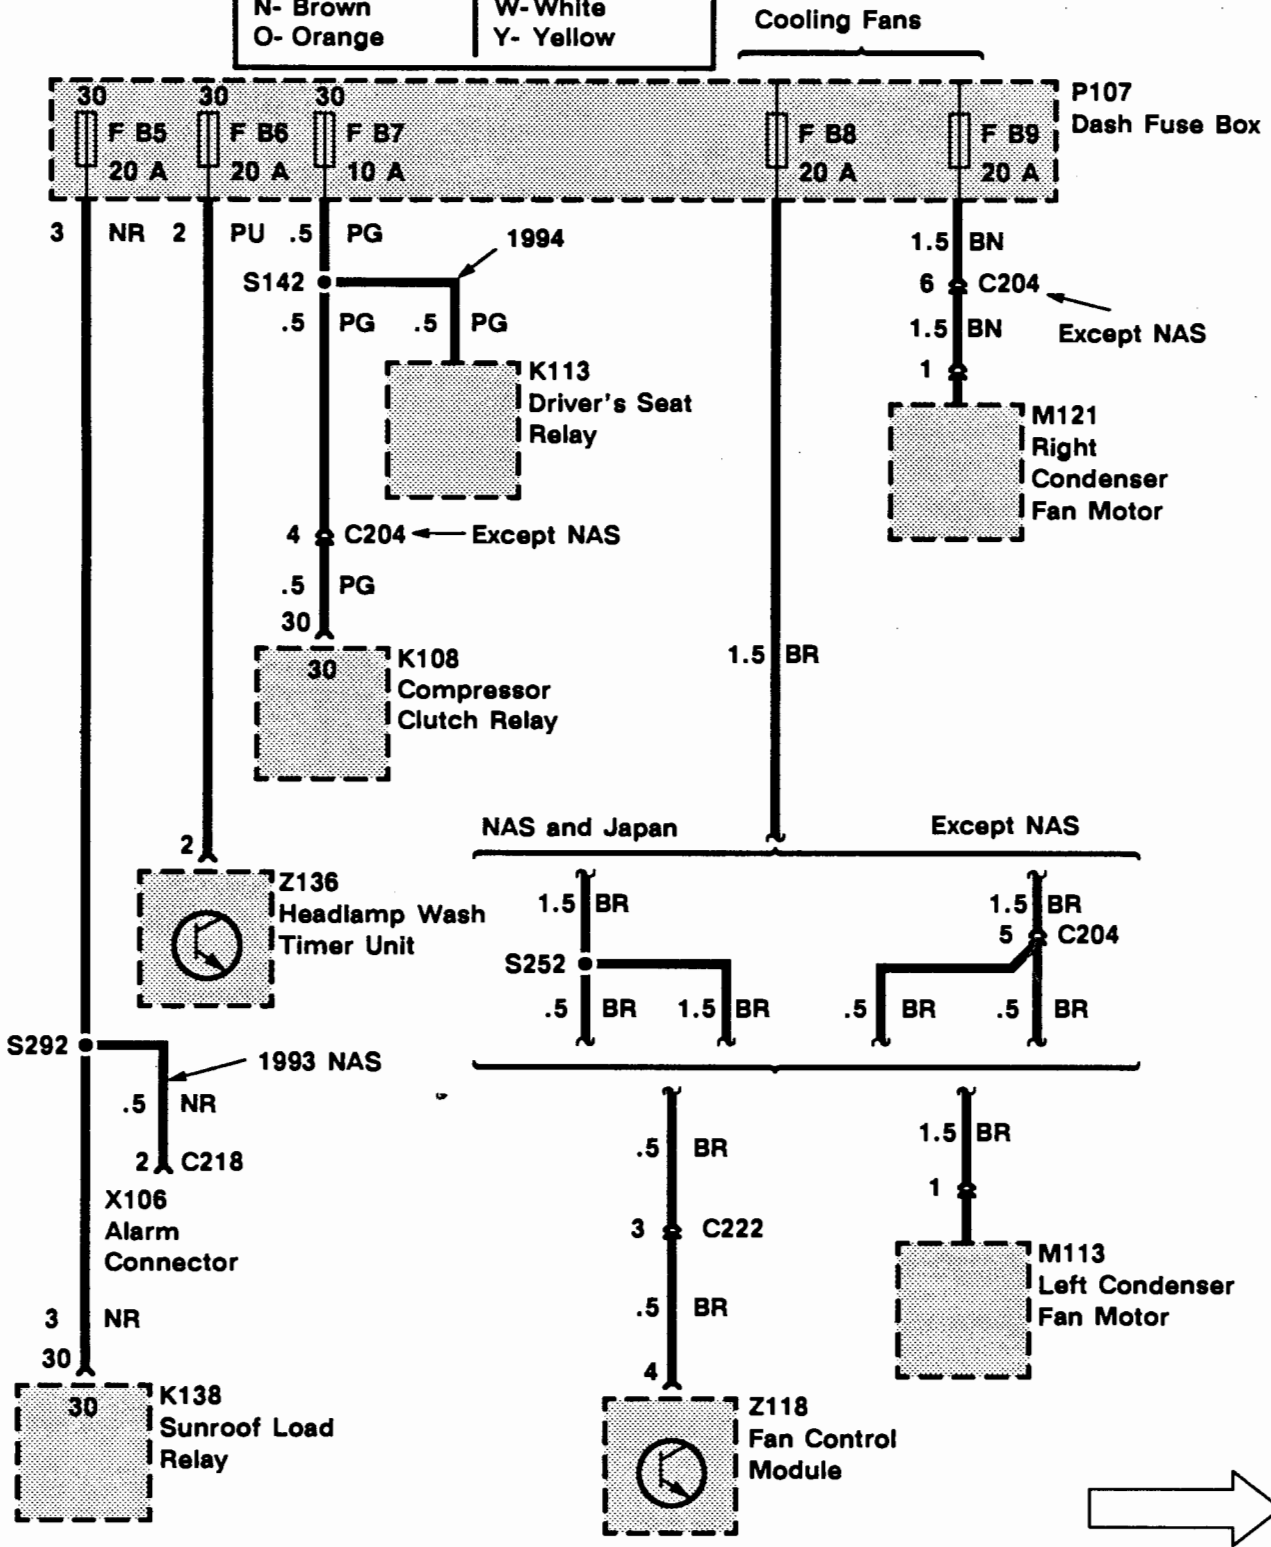 N- Brown
W-White
O- Orange
Y- Yellow
Cooling Fans
P107
Dash Fuse Box
30
F B5
20 A
30
F B6
20 A
30
F B7
10 A
F B8
20 A
F B9
20 A
3 NR
2 PU
.5 PG
1994
S142
.5 PG
.5 PG
K113
Driver's Seat
Relay
1.5 BN
6 C204
Except NAS
1.5 BN
1
M121
Right
Condenser
Fan Motor
4 C204
Except NAS
.5 PG
30
30
K108
Compressor
Clutch Relay
1.5 BR
2
Z136
Headlamp Wash
Timer Unit
NAS and Japan
Except NAS
1.5 BR
S252
.5 BR
1.5 BR
1.5 BR
5 C204
.5 BR
.5 BR
S292
1993 NAS
.5 NR
2 C218
X106
Alarm
Connector
3 NR
30
30
K138
Sunroof Load
Relay
.5 BR
3 C222
.5 BR
4
Z118
Fan Control
Module
1.5 BR
1
M113
Left Condenser
Fan Motor